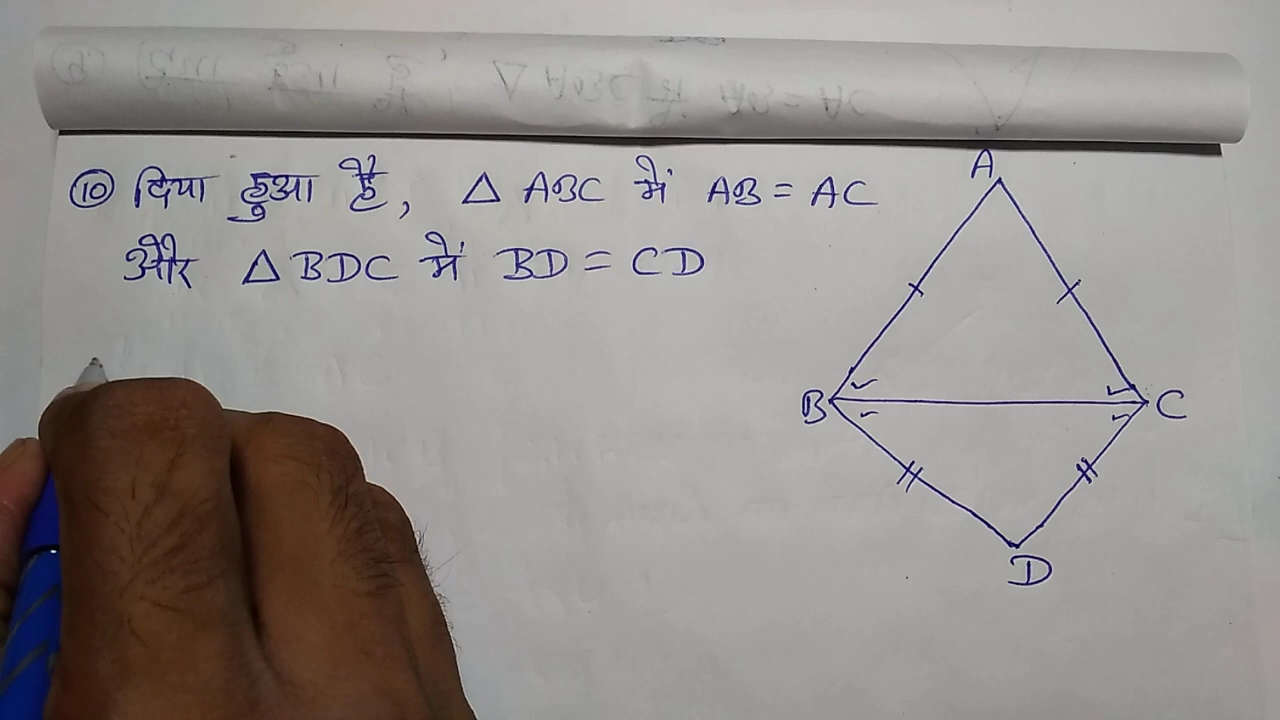 ⑩ दिया हुआ है, △ ABC में AB = AC
और △ BDC में BD = CD
A
B
C
D